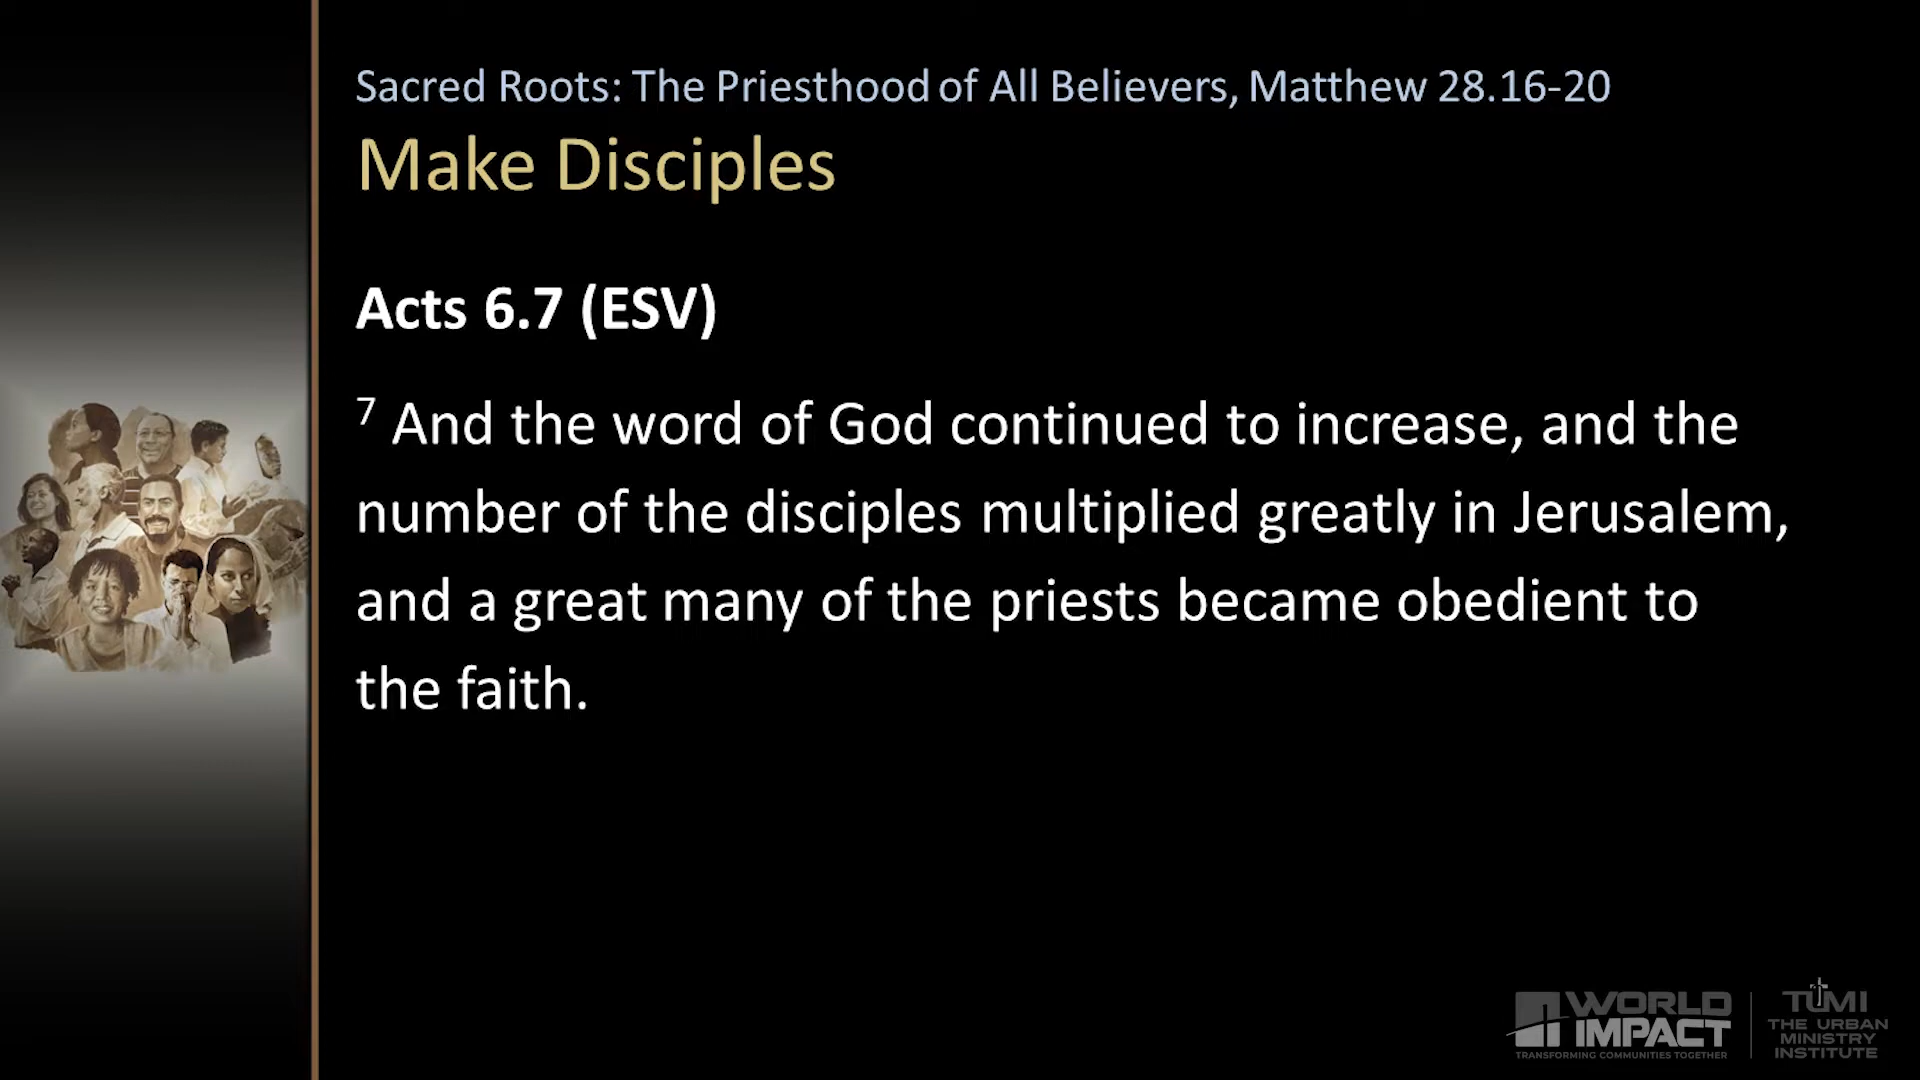 Sacred Roots: The Priesthood of All Believers, Matthew 28.16-20
Make Disciples
Acts 6.7 (ESV)
7 And the word of God continued to increase, and the
number of the disciples multiplied greatly in Jerusalem,
and a great many of the priests became obedient to
the faith.
WORLD
IMPACT
TRANSFORMING COMMUNITIES TOGETHER
TUMI
THE URBAN
MINISTRY
INSTITUTE